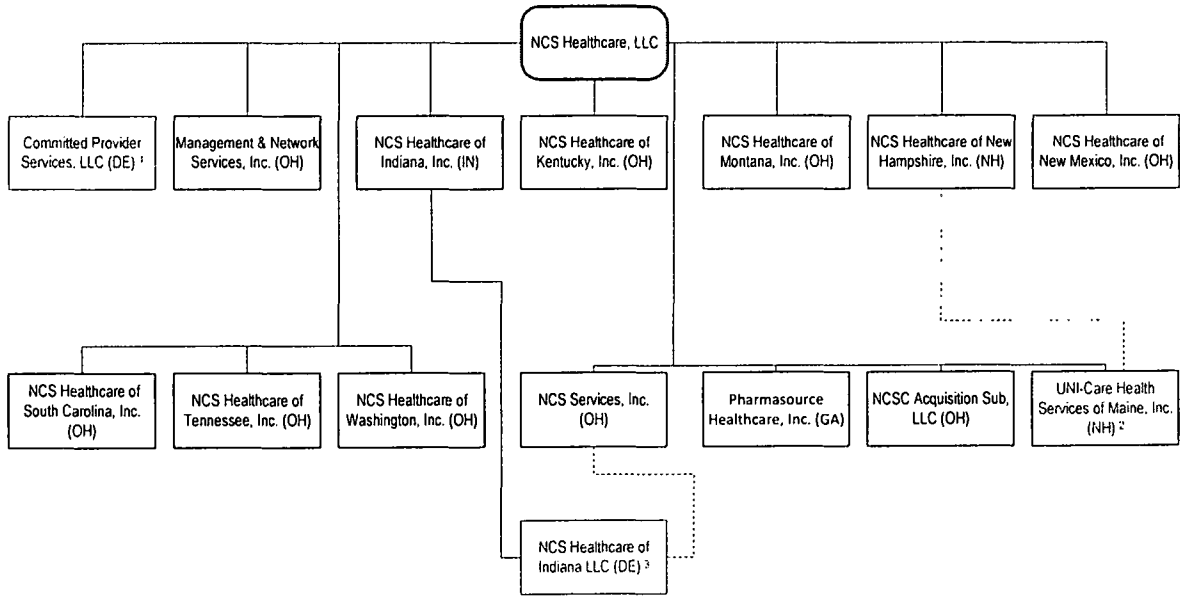 NCS Healthcare, LLC
Committed Provider
Services, LLC (DE) 1
Management & Network
Services, Inc. (OH)
NCS Healthcare of
Indiana, Inc. (IN)
NCS Healthcare of
Kentucky, Inc. (OH)
NCS Healthcare of
Montana, Inc. (OH)
NCS Healthcare of New
Hampshire, Inc. (NH)
NCS Healthcare of
New Mexico, Inc. (OH)
NCS Healthcare of
South Carolina, Inc.
(OH)
NCS Healthcare of
Tennessee, Inc. (OH)
NCS Healthcare of
Washington, Inc. (OH)
NCS Services, Inc.
(OH)
Pharmasource
Healthcare, Inc. (GA)
NCSC Acquisition Sub,
LLC (OH)
UNI-Care Health
Services of Maine, Inc.
(NH) 2
NCS Healthcare of
Indiana LLC (DE) 3